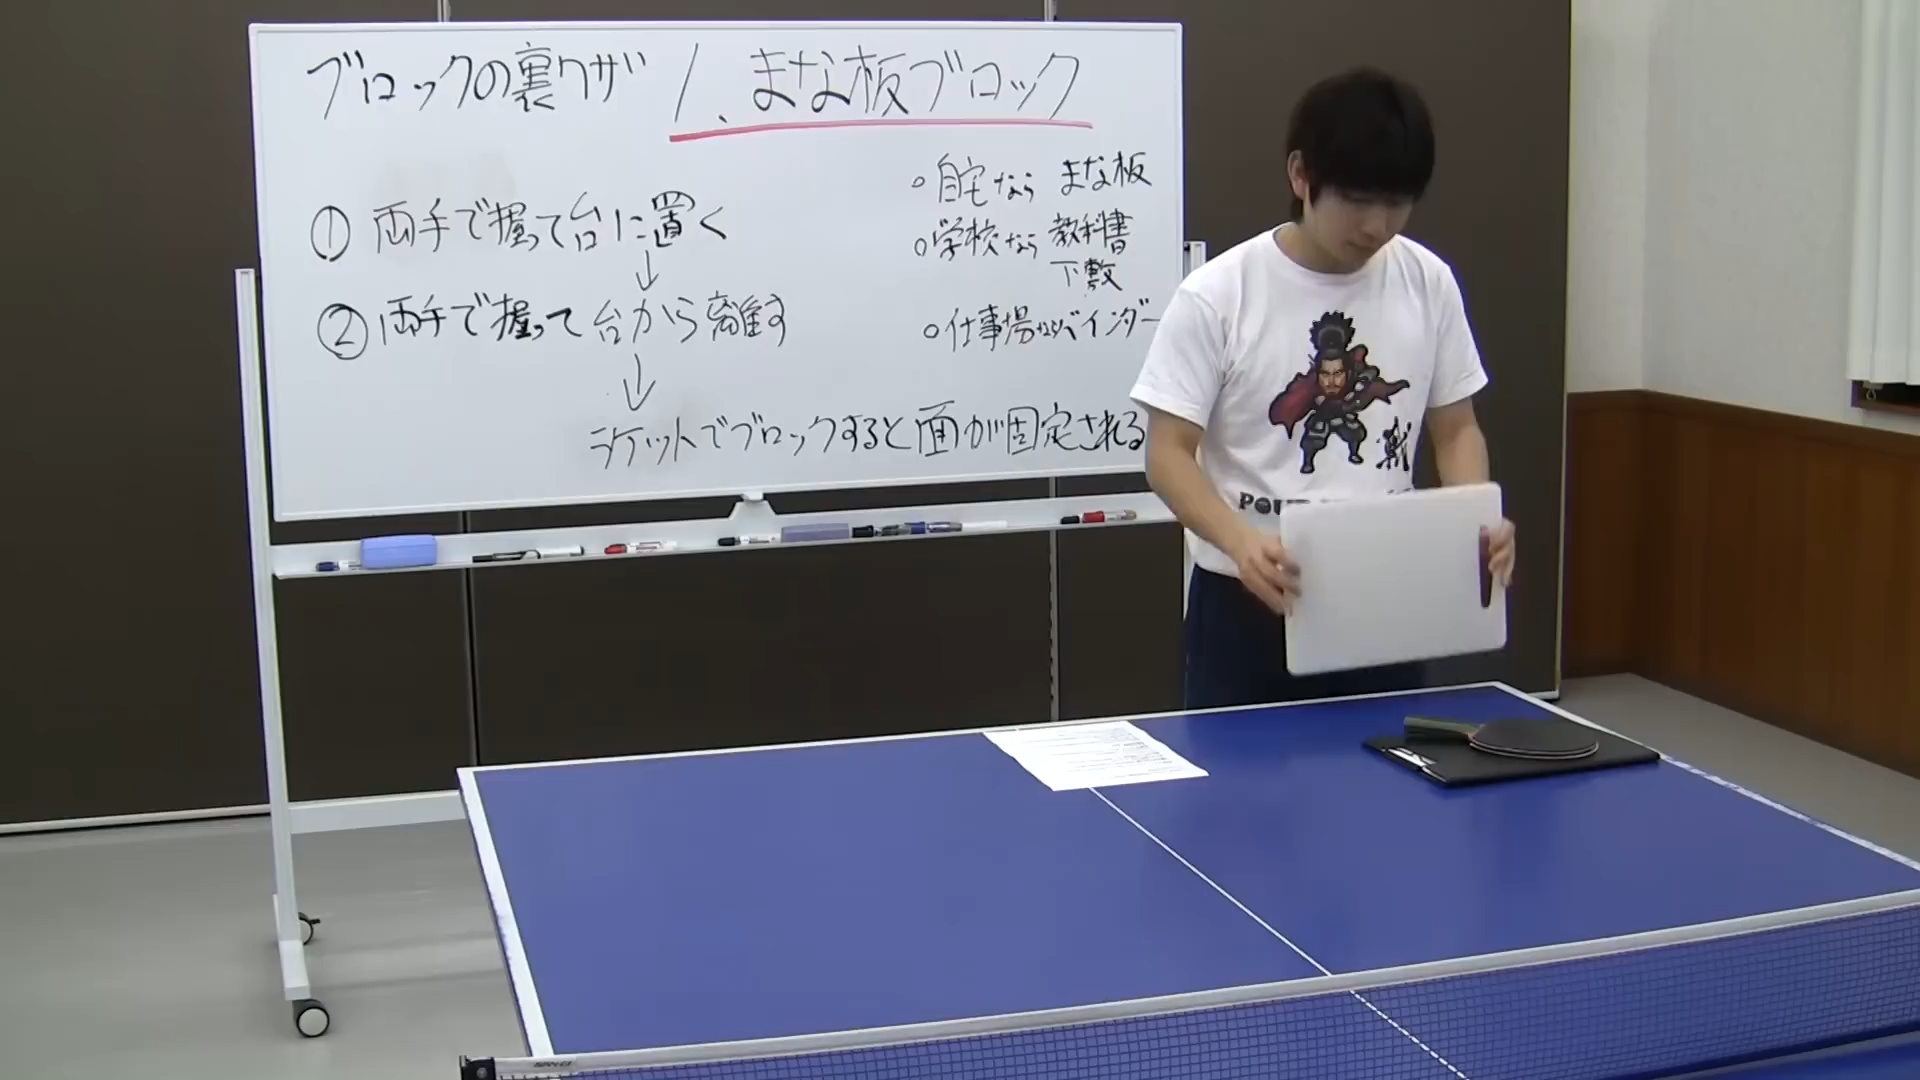 ブロックの裏ワザ 1、まな板ブロック
① 両手で握って台に置く
↓
② 両手で握って台から離す
↓
ラケットでブロックすると面が固定される
○自宅なら まな板
○学校なら 教科書
下敷
○仕事場ならバインダー
戦